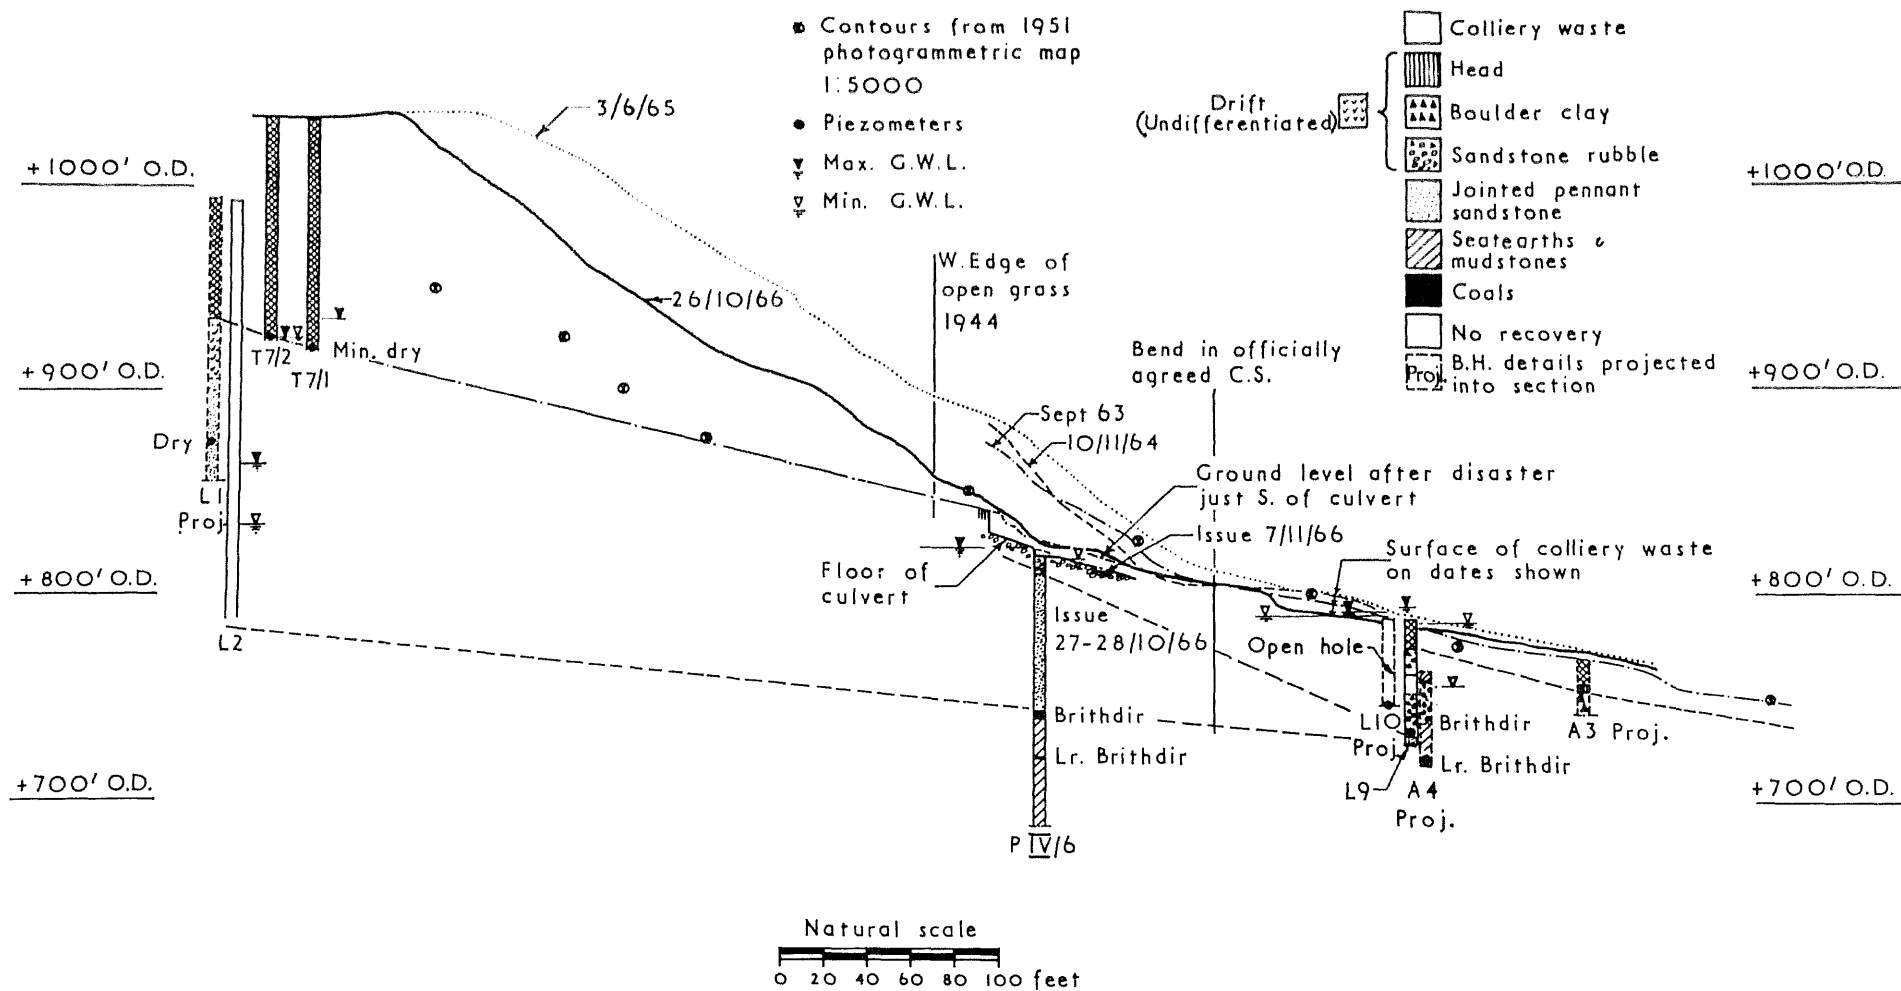 Contours from 1951
photogrammetric map
1:5000
Piezometers
Max. G.W.L.
Min. G.W.L.
Colliery waste
Head
Drift
(Undifferentiated)
Boulder clay
Sandstone rubble
Jointed pennant
sandstone
Seatearths &
mudstones
Coals
No recovery
Proj.
B.H. details projected
into section
+1000' O.D.
+1000' O.D.
3/6/65
26/10/66
W. Edge of
open grass
1944
Bend in officially
agreed C.S.
+900' O.D.
+900' O.D.
T7/2
T7/1
Min. dry
Sept 63
10/11/64
Dry
L1
Proj
Ground level after disaster
just S. of culvert
Issue 7/11/66
Surface of colliery waste
on dates shown
+800' O.D.
+800' O.D.
Floor of
culvert
L2
Issue
27-28/10/66
Open hole
Brithdir
Lr. Brithdir
L10
Proj.
Brithdir
A3 Proj.
Lr. Brithdir
L9
A4
Proj.
+700' O.D.
+700' O.D.
P IV/6
Natural scale
0 20 40 60 80 100 feet